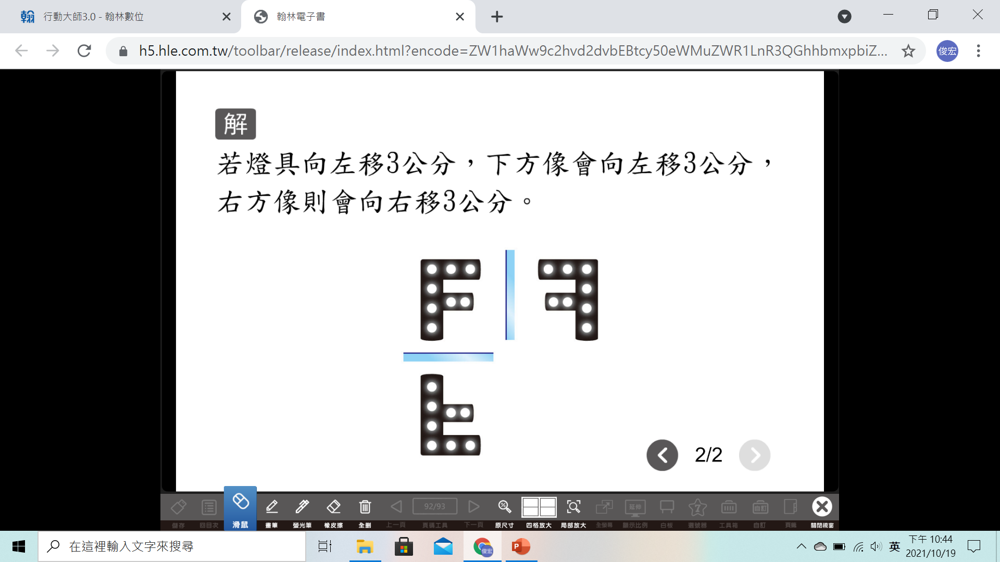 行動大師3.0 - 翰林數位
翰林電子書
h5.hle.com.tw/toolbar/release/index.html?encode=ZW1haWw9c2hvd2dvbEBtcy50eWMuZWR1LnR3QGhhbmxpbiZ...
俊宏
解
若燈具向左移3公分，下方像會向左移3公分，
右方像則會向右移3公分。
2/2
92/93
延伸
7
自訂
儲存 回目次 滑鼠 畫筆 螢光筆 橡皮擦 全刪 上一頁 頁碼工具 下一頁 原尺寸 四格放大 局部放大 全螢幕 顯示比例 白板 選號器 工具箱 自訂 頁籤 關閉視窗
在這裡輸入文字來搜尋
俊宏
P
英
下午 10:44
2021/10/19